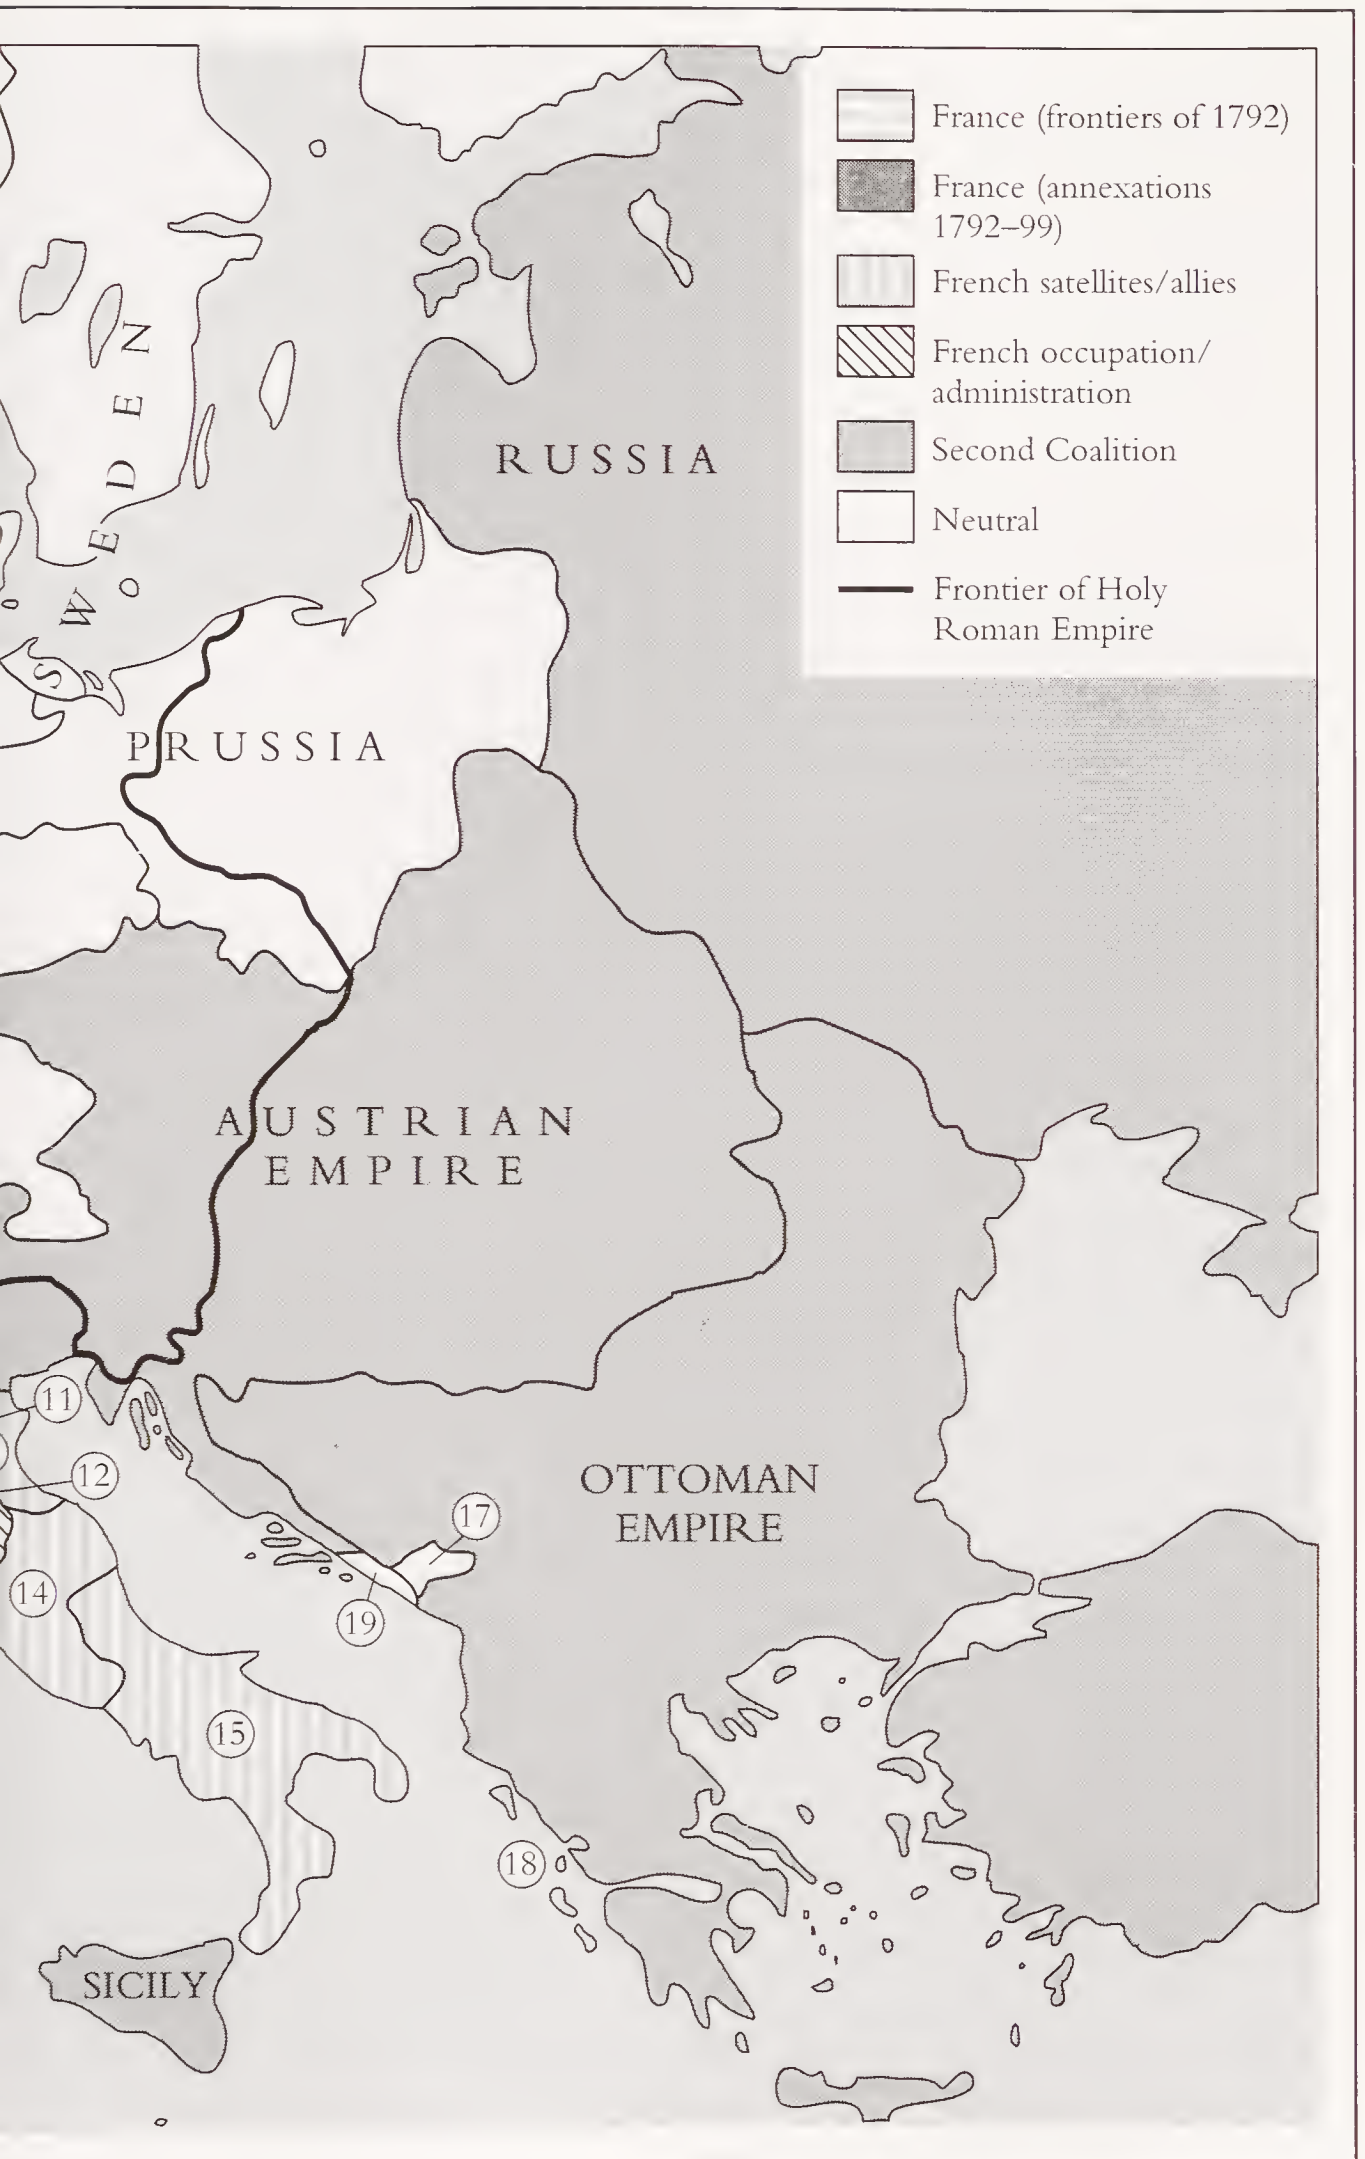 France (frontiers of 1792)
France (annexations
1792–99)
French satellites/allies
French occupation/
administration
Second Coalition
Neutral
Frontier of Holy
Roman Empire
SWEDEN
RUSSIA
PRUSSIA
AUSTRIAN
EMPIRE
11
12
OTTOMAN
EMPIRE
17
14
19
15
18
SICILY